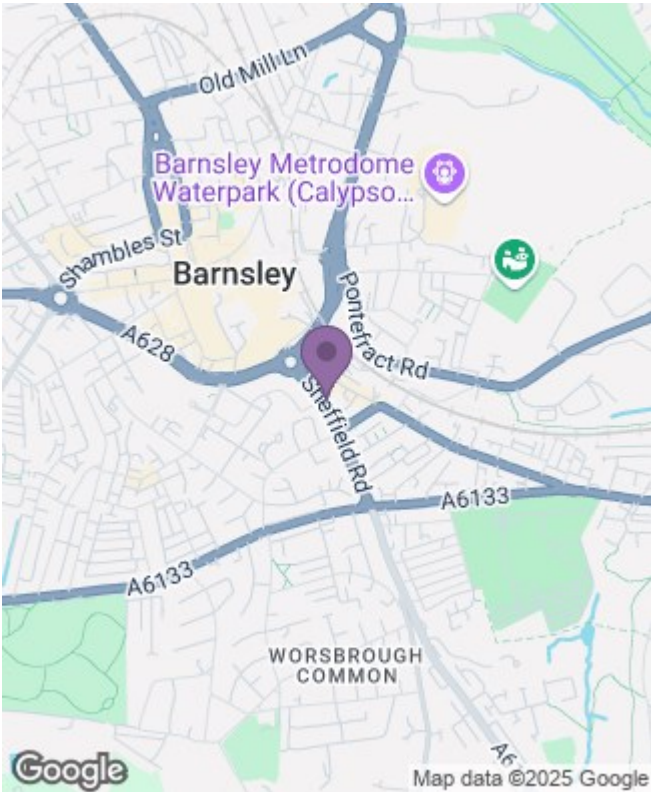 Old Mill Ln
Barnsley Metrodome
Waterpark (Calypso...
Shambles St
Barnsley
Pontefract Rd
A628
Sheffield Rd
A6133
A6133
WORSBROUGH
COMMON
A6
Google
Map data ©2025 Google